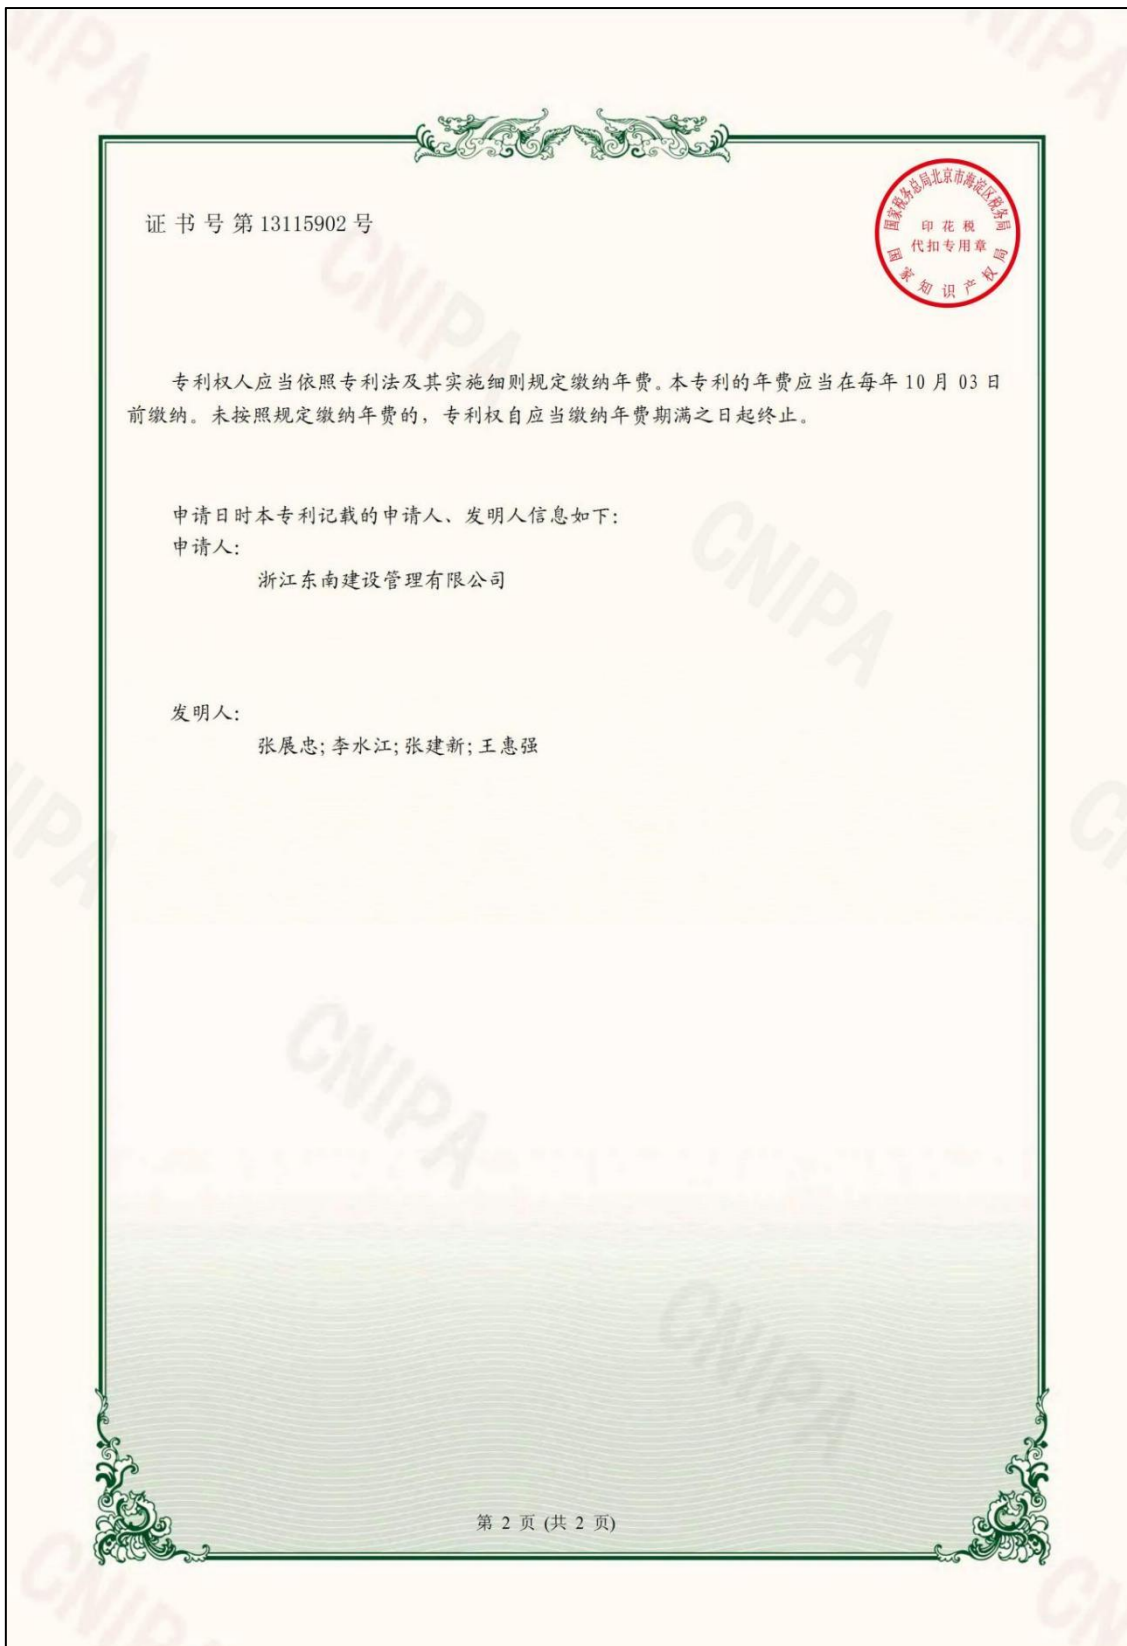 CNIPA
CNIPA
证书号第13115902号
国家税务总局北京市海淀区税务局
印花税
代扣专用章
国家知识产权局
CNIPA
专利权人应当依照专利法及其实施细则规定缴纳年费。本专利的年费应当在每年10月03日
前缴纳。未按照规定缴纳年费的，专利权自应当缴纳年费期满之日起终止。
申请日时本专利记载的申请人、发明人信息如下：
申请人：
浙江东南建设管理有限公司
CNIPA
发明人：
张展忠;李水江;张建新;王惠强
CNIPA
CNIPA
第 2 页 (共 2 页)